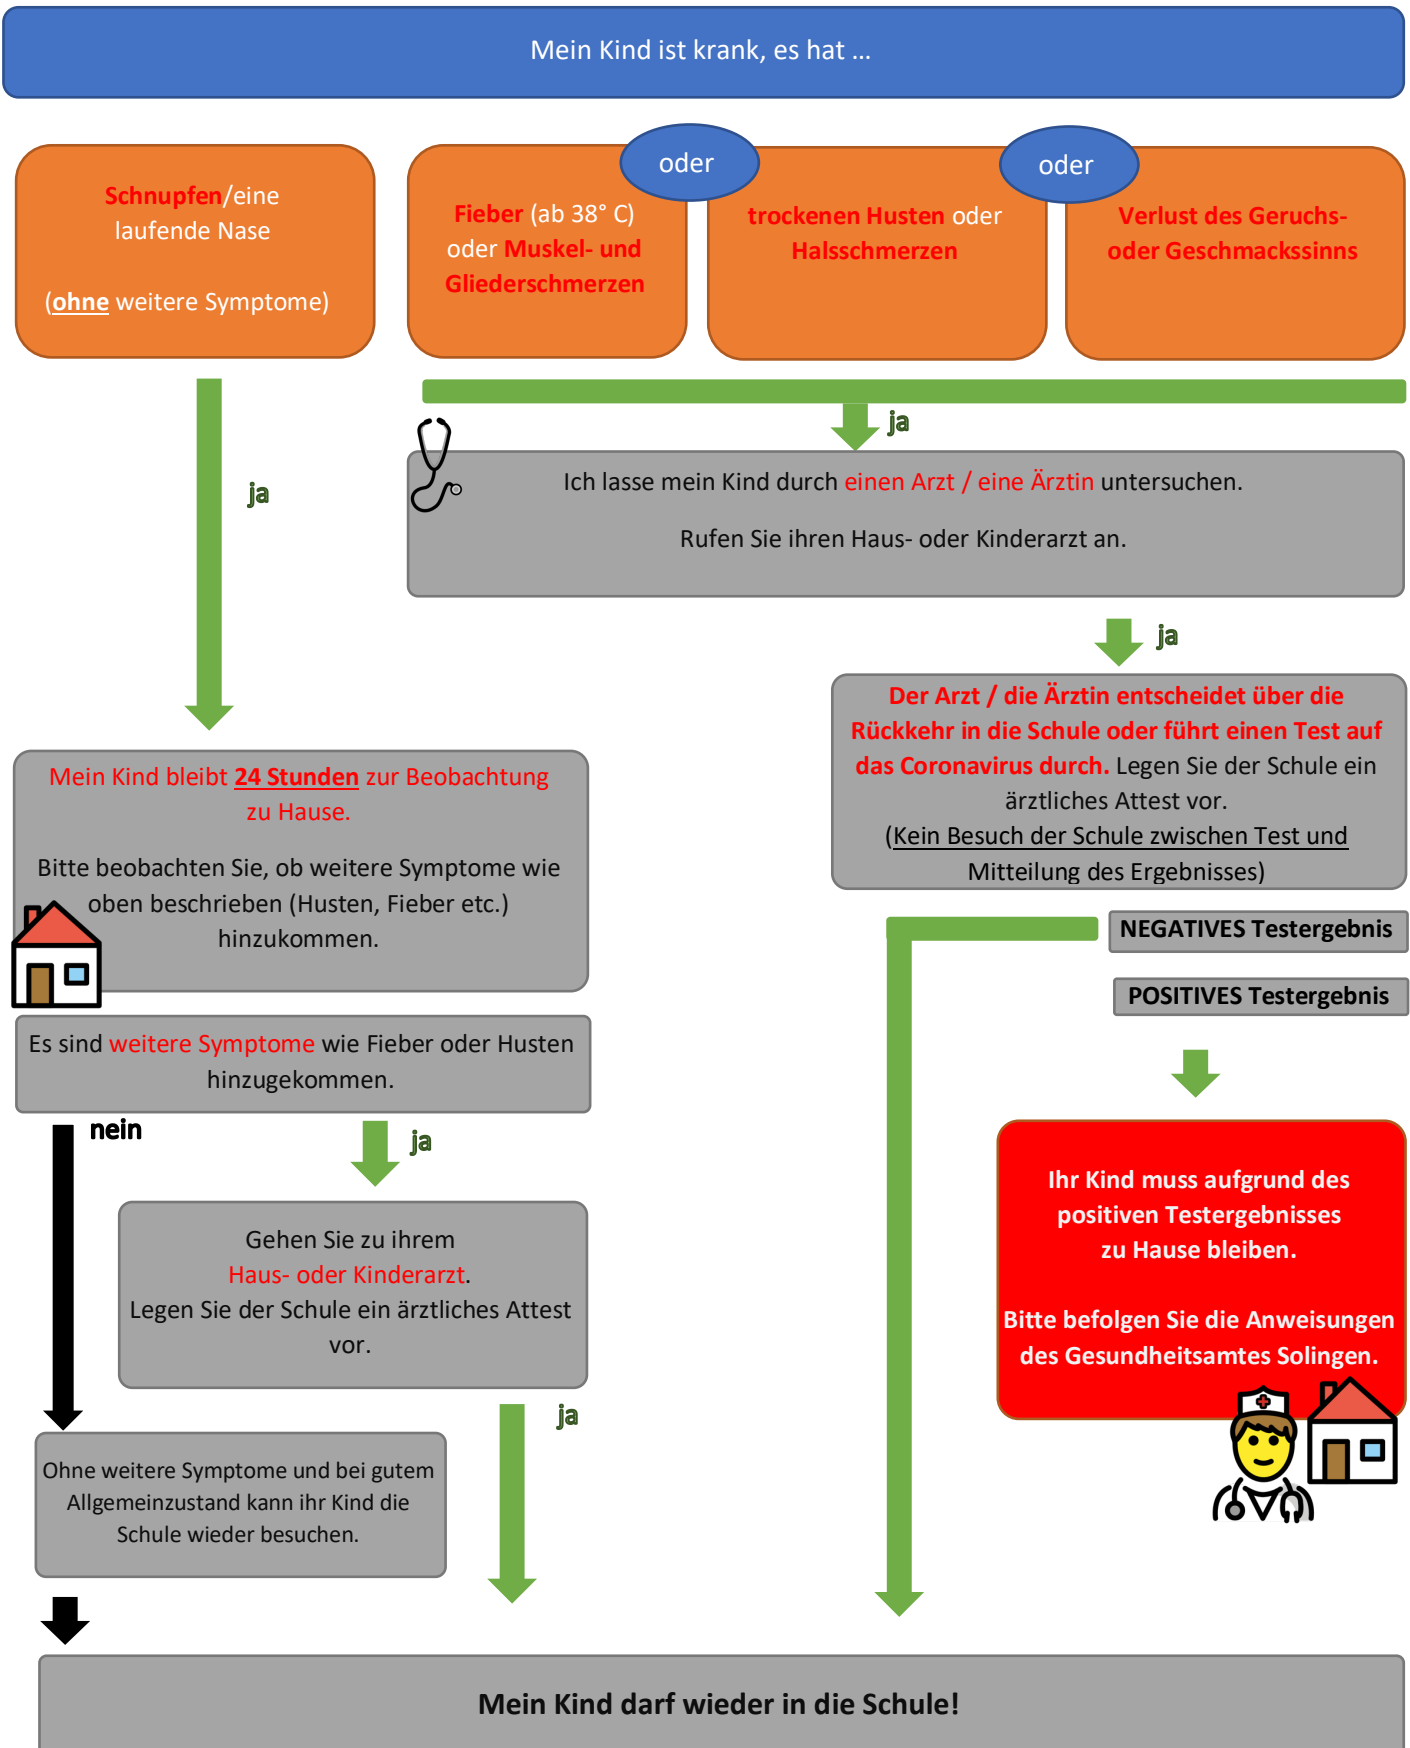 Mein Kind ist krank, es hat ...
Schnupfen/eine
laufende Nase
(ohne weitere Symptome)
Fieber (ab 38° C)
oder Muskel- und
Gliederschmerzen
oder
trockenen Husten oder
Halsschmerzen
oder
Verlust des Geruchs-
oder Geschmackssinns
ja
ja
Ich lasse mein Kind durch einen Arzt / eine Ärztin untersuchen.
Rufen Sie ihren Haus- oder Kinderarzt an.
ja
Der Arzt / die Ärztin entscheidet über die
Rückkehr in die Schule oder führt einen Test auf
das Coronavirus durch. Legen Sie der Schule ein
ärztliches Attest vor.
(Kein Besuch der Schule zwischen Test und
Mitteilung des Ergebnisses)
Mein Kind bleibt 24 Stunden zur Beobachtung
zu Hause.
Bitte beobachten Sie, ob weitere Symptome wie
oben beschrieben (Husten, Fieber etc.)
hinzukommen.
NEGATIVES Testergebnis
POSITIVES Testergebnis
Es sind weitere Symptome wie Fieber oder Husten
hinzugekommen.
nein
ja
Ihr Kind muss aufgrund des
positiven Testergebnisses
zu Hause bleiben.
Bitte befolgen Sie die Anweisungen
des Gesundheitsamtes Solingen.
Gehen Sie zu ihrem
Haus- oder Kinderarzt.
Legen Sie der Schule ein ärztliches Attest
vor.
ja
Ohne weitere Symptome und bei gutem
Allgemeinzustand kann ihr Kind die
Schule wieder besuchen.
Mein Kind darf wieder in die Schule!